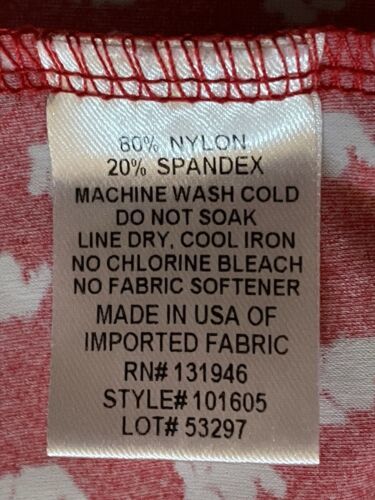 80% NYLON
20% SPANDEX
MACHINE WASH COLD
DO NOT SOAK
LINE DRY, COOL IRON
NO CHLORINE BLEACH
NO FABRIC SOFTENER
MADE IN USA OF
IMPORTED FABRIC
RN# 131946
STYLE# 101605
LOT# 53297